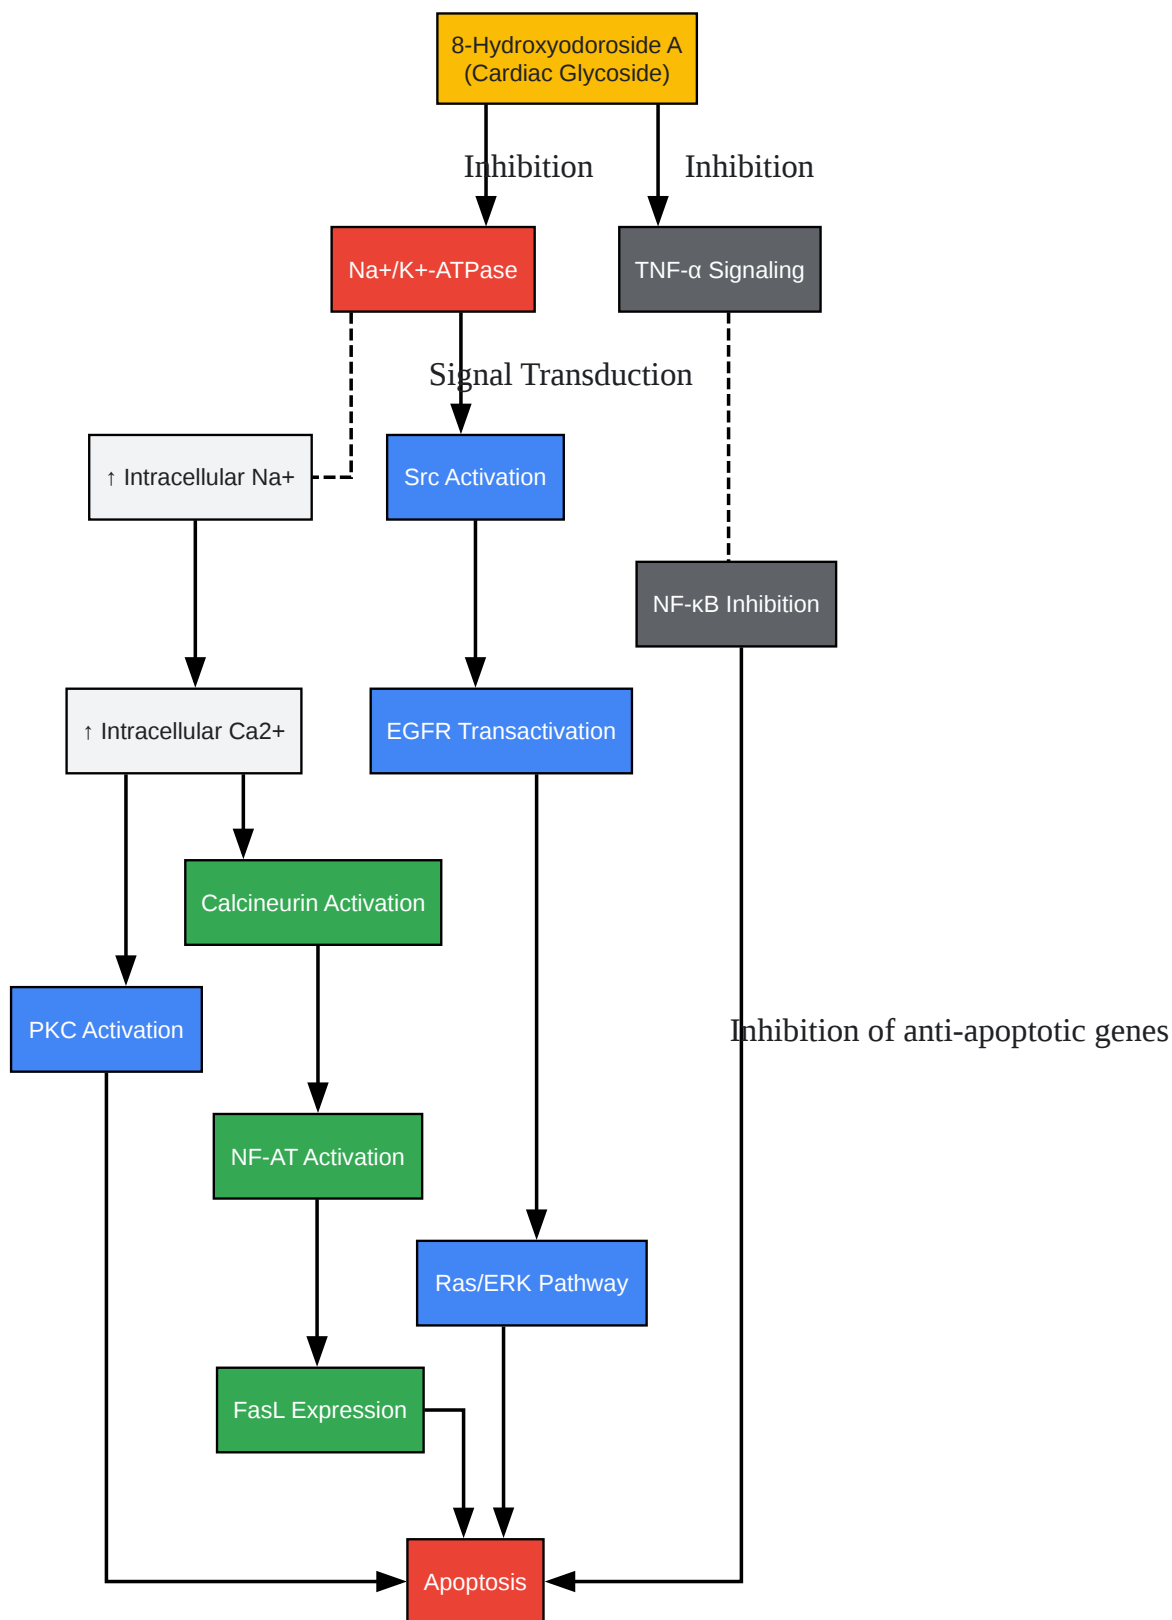 8-Hydroxyodoroside A
(Cardiac Glycoside)
Inhibition
Inhibition
Na+/K+-ATPase
TNF-α Signaling
Signal Transduction
↑ Intracellular Na+
Src Activation
NF-κB Inhibition
↑ Intracellular Ca2+
EGFR Transactivation
Calcineurin Activation
PKC Activation
Inhibition of anti-apoptotic genes
NF-AT Activation
Ras/ERK Pathway
FasL Expression
Apoptosis